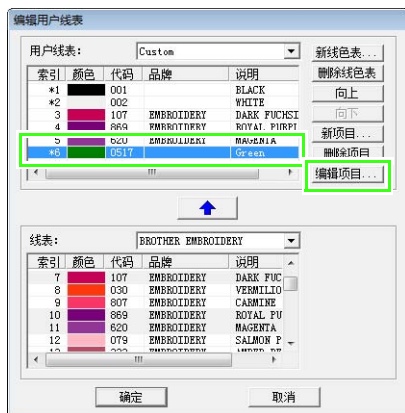 编辑用户线表
用户线表: Custom 新线色表...
索引 颜色 代码 品牌 说明 删除线色表
*1 001 BLACK 向上
*2 002 WHITE 向下
3 107 EMBROIDERY DARK FUCHSI
4 869 EMBROIDERY ROYAL PURPL 新项目...
5 620 EMBROIDERY MAGENTA 删除项目
*6 0517 Green 编辑项目...
线表: BROTHER EMBROIDERY
索引 颜色 代码 品牌 说明
7 107 EMBROIDERY DARK FUC
8 030 EMBROIDERY VERMILIO
9 807 EMBROIDERY CARMINE
10 869 EMBROIDERY ROYAL PU
11 620 EMBROIDERY MAGENTA
12 079 EMBROIDERY SALMON P
确定 取消